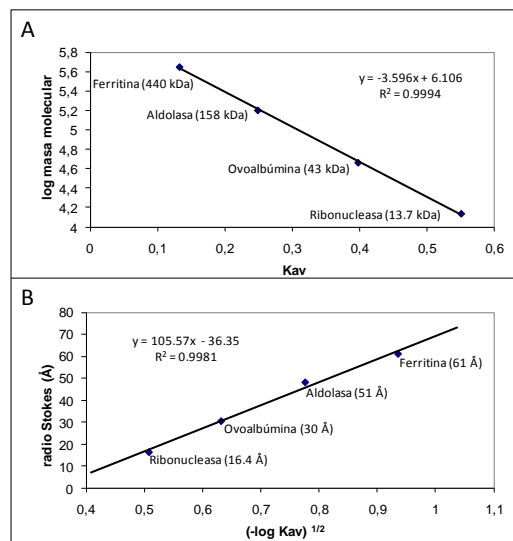 A
log masa molecular
5,8
5,6
5,4
5,2
5
4,8
4,6
4,4
4,2
4
Ferritina (440 kDa)
y = -3.596x + 6.106
R² = 0.9994
Aldolasa (158 kDa)
Ovoalbúmina (43 kDa)
Ribonucleasa (13.7 kDa)
0 0,1 0,2 0,3 0,4 0,5 0,6
Kav
B
radio Stokes (Å)
80
70
60
50
40
30
20
10
0
y = 105.57x - 36.35
R² = 0.9981
Ferritina (61 Å)
Aldolasa (51 Å)
Ovoalbúmina (30 Å)
Ribonucleasa (16.4 Å)
0,4 0,5 0,6 0,7 0,8 0,9 1 1,1
(-log Kav) ¹/²